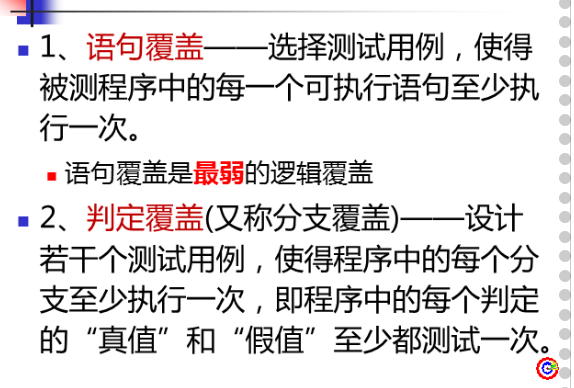 1、语句覆盖——选择测试用例，使得
被测程序中的每一个可执行语句至少执
行一次。
语句覆盖是最弱的逻辑覆盖
2、判定覆盖(又称分支覆盖)——设计
若干个测试用例，使得程序中的每个分
支至少执行一次，即程序中的每个判定
的“真值”和“假值”至少都测试一次。